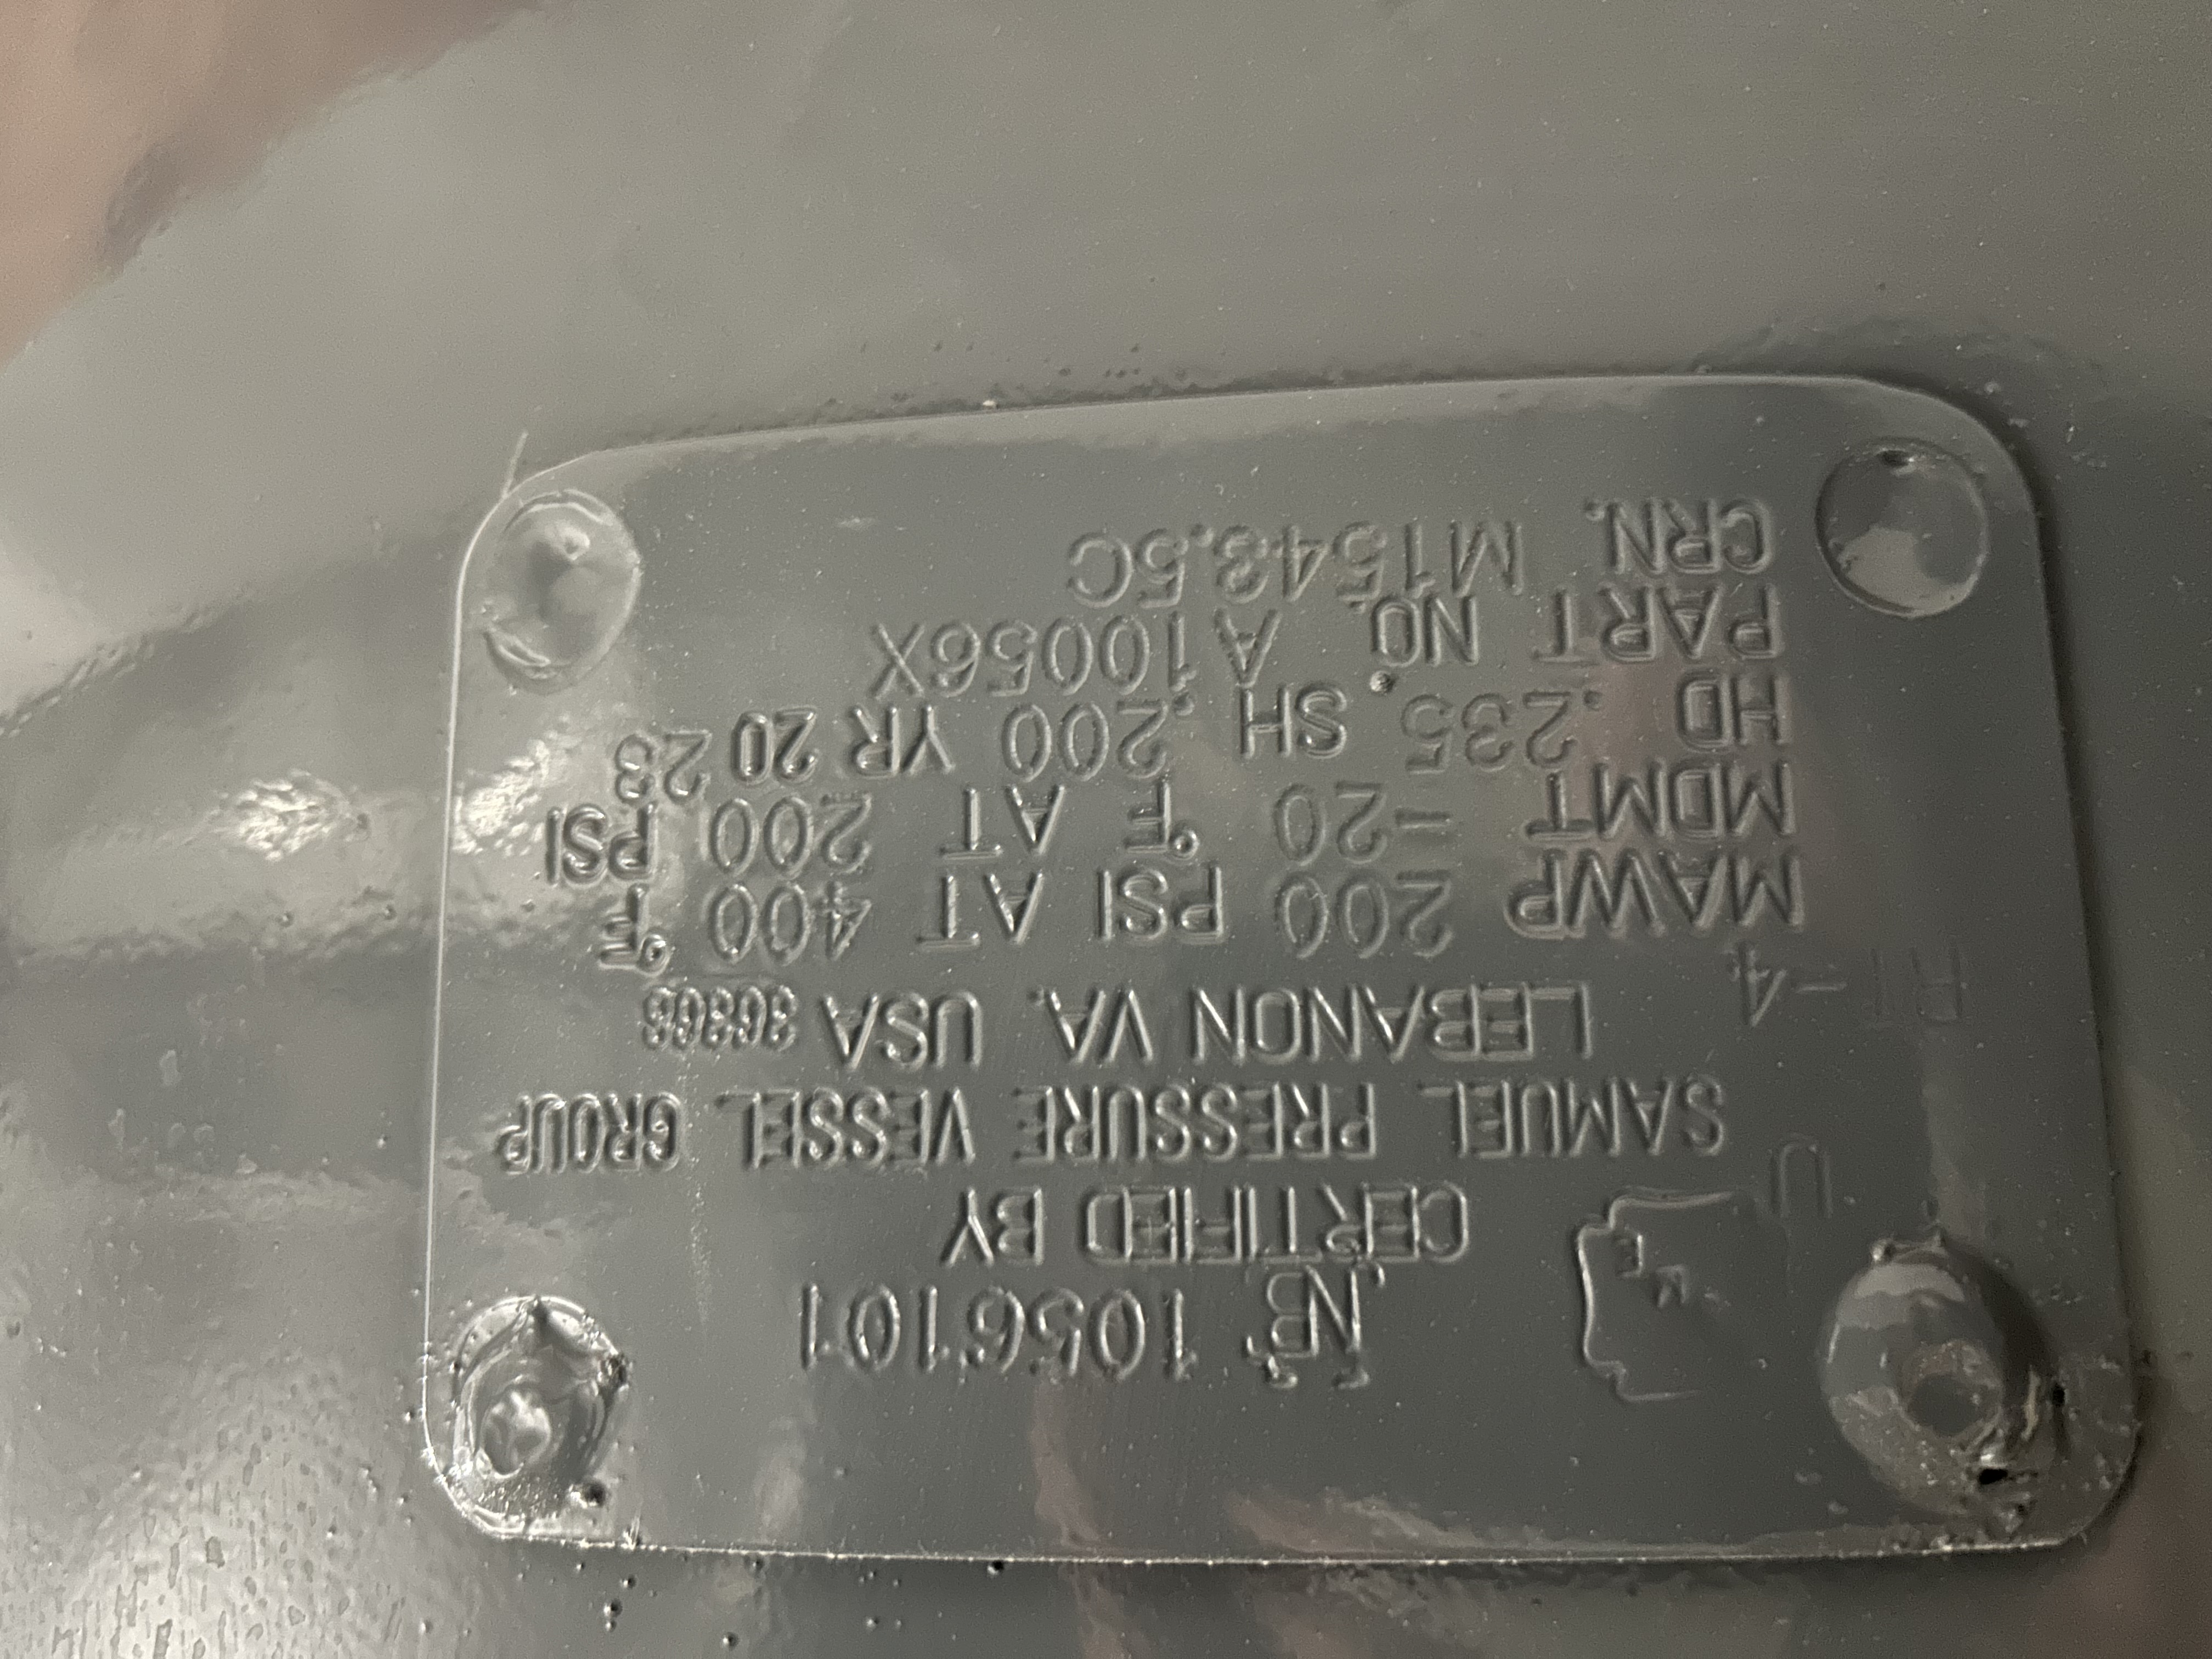 NB 1056101
CERTIFIED BY
U
SAMUEL PRESSURE VESSEL GROUP
LEBANON VA. USA
RT-4
MAWP 200 PSI AT 400 °F
MDMT -20 °F AT 200 PSI
HD .235 SH .200 YR 2023
PART NO. A10056X
CRN. M1543.5C